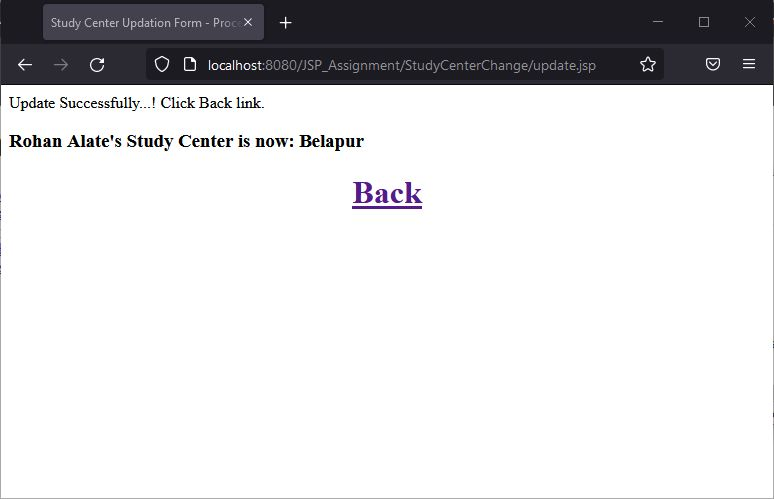 Study Center Updation Form - Proce
localhost:8080/JSP_Assignment/StudyCenterChange/update.jsp
Update Successfully...! Click Back link.
Rohan Alate's Study Center is now: Belapur
Back